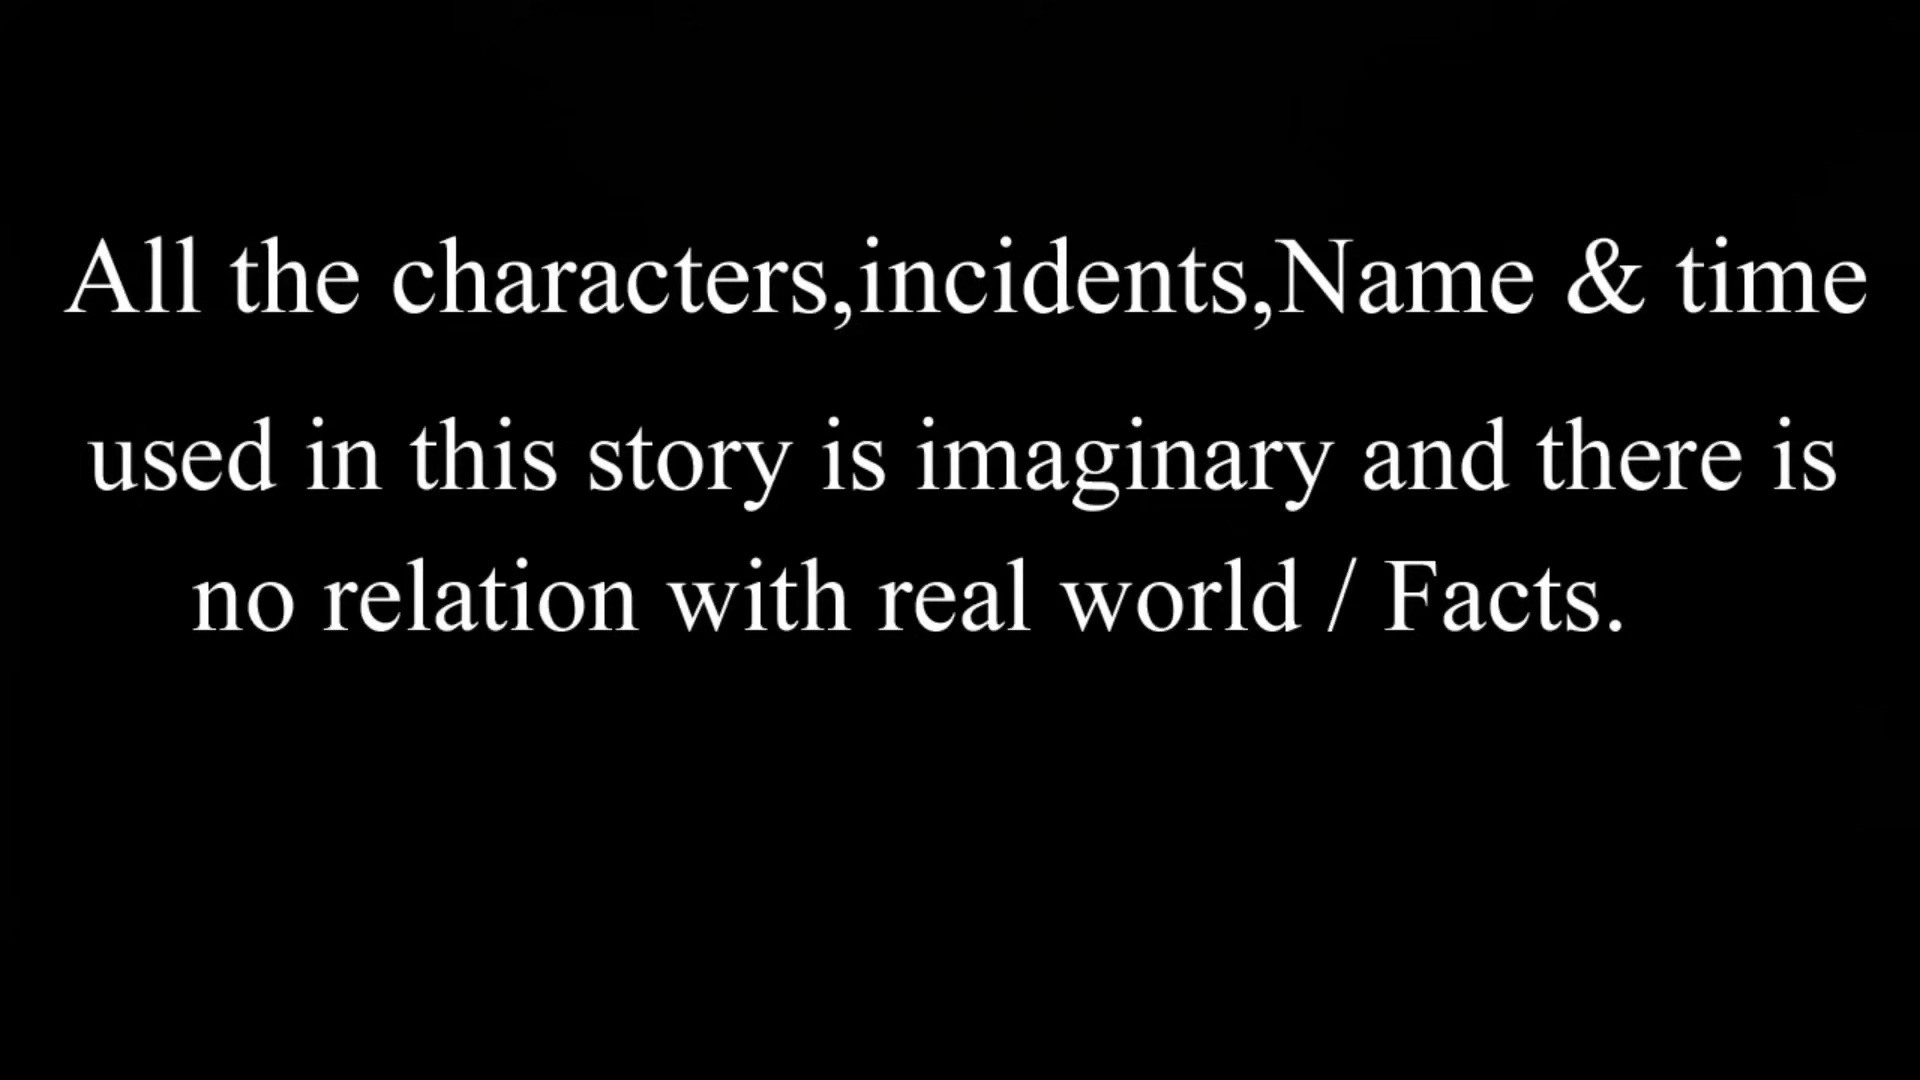 All the characters,incidents,Name & time
used in this story is imaginary and there is
no relation with real world / Facts.